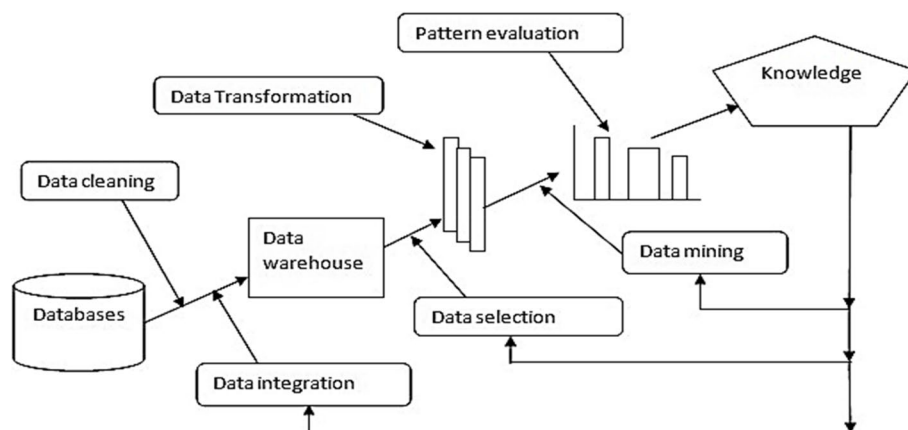 Pattern evaluation
Knowledge
Data Transformation
Data cleaning
Data
warehouse
Data mining
Databases
Data selection
Data integration